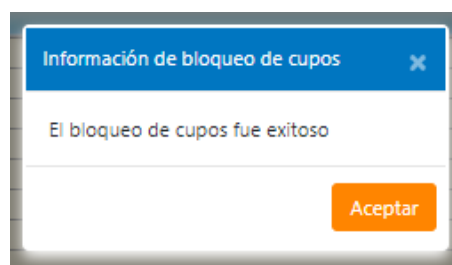 Información de bloqueo de cupos ×
El bloqueo de cupos fue exitoso
Aceptar